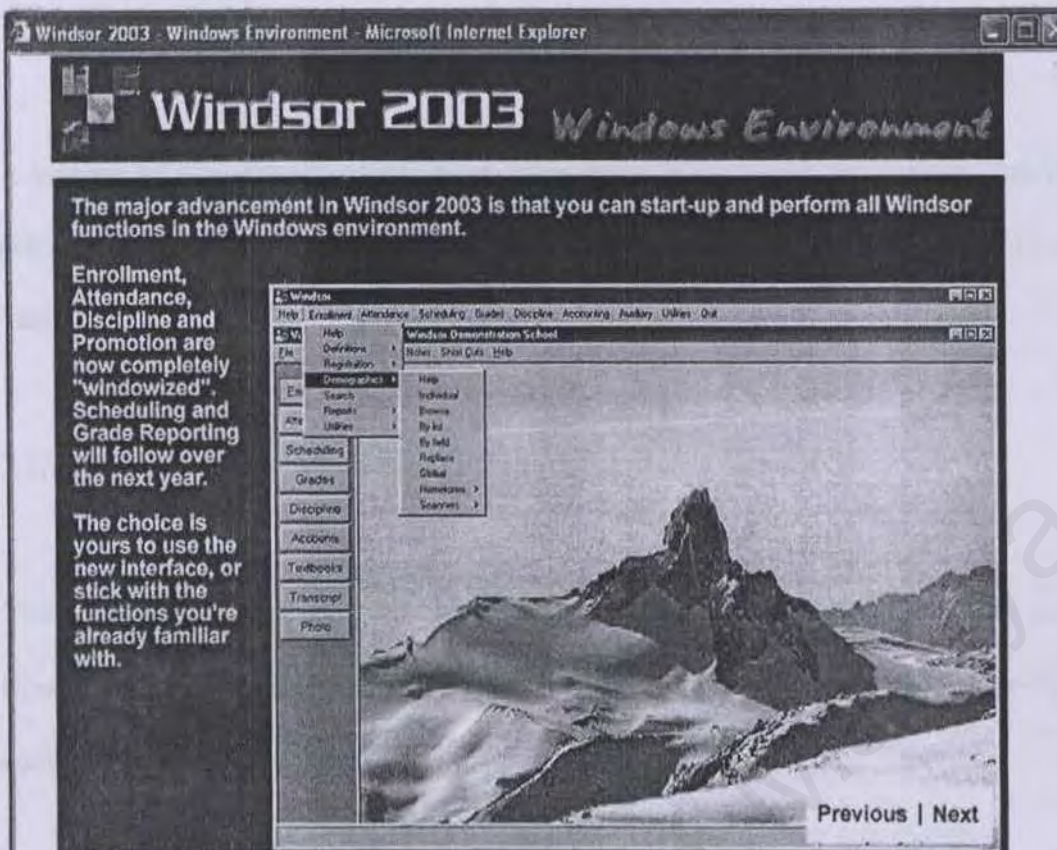 Windsor 2003 - Windows Environment - Microsoft Internet Explorer
Windsor 2003 Windows Environment
The major advancement in Windsor 2003 is that you can start-up and perform all Windsor
functions in the Windows environment.
Enrollment,
Attendance,
Discipline and
Promotion are
now completely
"windowized".
Scheduling and
Grade Reporting
will follow over
the next year.
The choice is
yours to use the
new interface, or
stick with the
functions you're
already familiar
with.
Windsor
Help Enrollment Attendance Scheduling Grades Discipline Accounting Auxiliary Utilities Quit
Windsor Demonstration School
File Notes Short Cuts Help
Help
Definitions
Registration
Demographics
Search
Reports
Utilities
Help
Individual
Browse
By list
By field
Replace
Global
Homerooms
Scanners
Scheduling
Grades
Discipline
Accounts
Textbooks
Transcript
Photo
Previous | Next